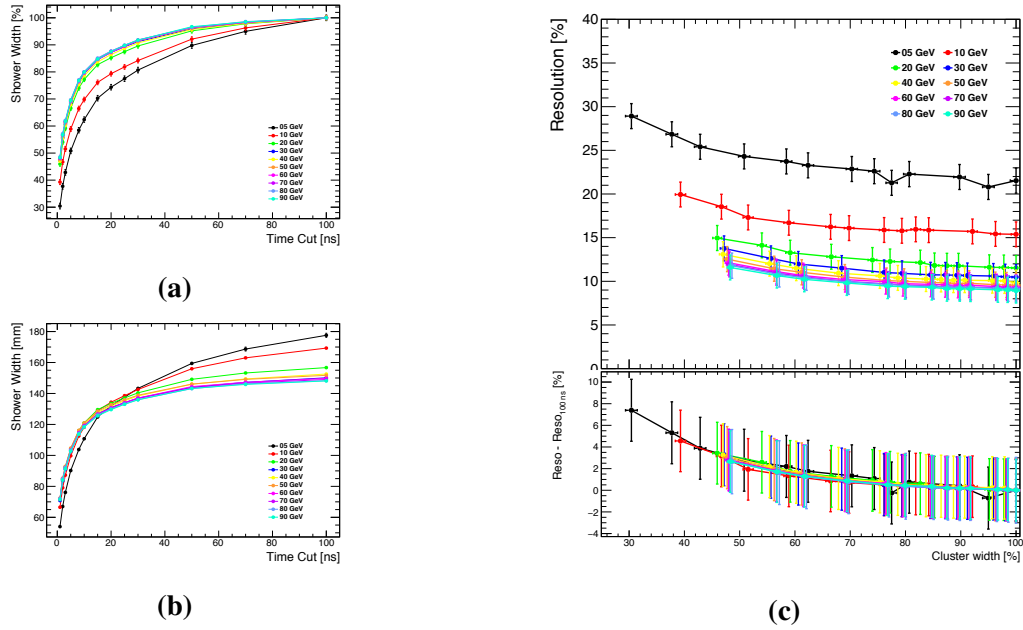 Shower Width [%]
100
90
80
70
60
50
40
30
05 GeV
10 GeV
20 GeV
30 GeV
40 GeV
50 GeV
60 GeV
70 GeV
80 GeV
90 GeV
0 20 40 60 80 100
Time Cut [ns]
(a)
Shower Width [mm]
180
160
140
120
100
80
60
05 GeV
10 GeV
20 GeV
30 GeV
40 GeV
50 GeV
60 GeV
70 GeV
80 GeV
90 GeV
0 20 40 60 80 100
Time Cut [ns]
(b)
Resolution [%]
40
35
30
25
20
15
10
5
0
05 GeV 10 GeV
20 GeV 30 GeV
40 GeV 50 GeV
60 GeV 70 GeV
80 GeV 90 GeV
Reso - Reso100 ns [%]
10
8
6
4
2
0
−2
−4
30 40 50 60 70 80 90 100
Cluster width [%]
(c)